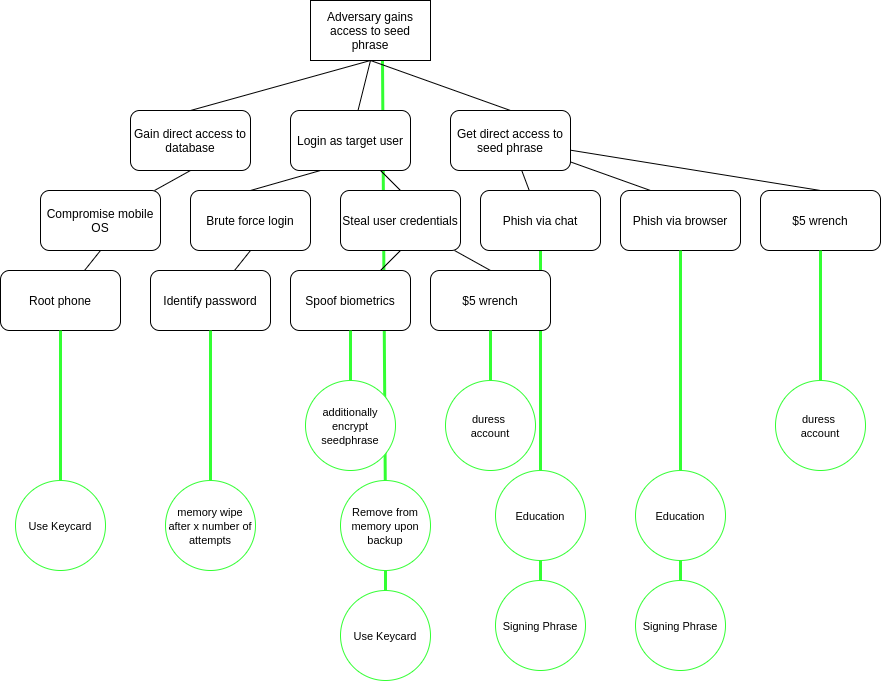 Adversary gains
access to seed
phrase
Gain direct access to
database
Login as target user
Get direct access to
seed phrase
Compromise mobile
OS
Brute force login
Steal user credentials
Phish via chat
Phish via browser
$5 wrench
Root phone
Identify password
Spoof biometrics
$5 wrench
additionally
encrypt
seedphrase
duress
account
duress
account
Use Keycard
memory wipe
after x number of
attempts
Remove from
memory upon
backup
Education
Education
Use Keycard
Signing Phrase
Signing Phrase